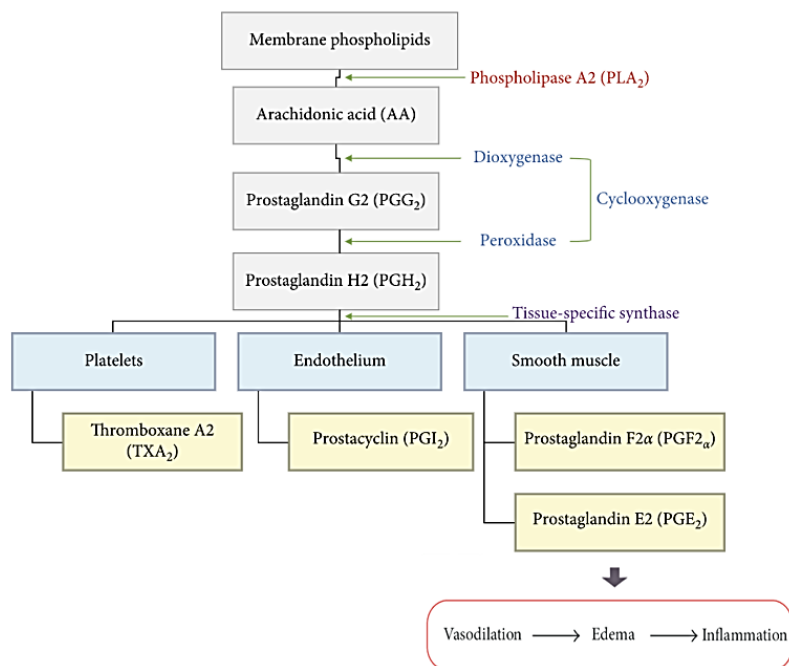 Membrane phospholipids
Phospholipase A2 (PLA₂)
Arachidonic acid (AA)
Dioxygenase
Prostaglandin G2 (PGG₂)
Cyclooxygenase
Peroxidase
Prostaglandin H2 (PGH₂)
Tissue-specific synthase
Platelets
Endothelium
Smooth muscle
Thromboxane A2
(TXA₂)
Prostacyclin (PGI₂)
Prostaglandin F2α (PGF2α)
Prostaglandin E2 (PGE₂)
Vasodilation
Edema
Inflammation